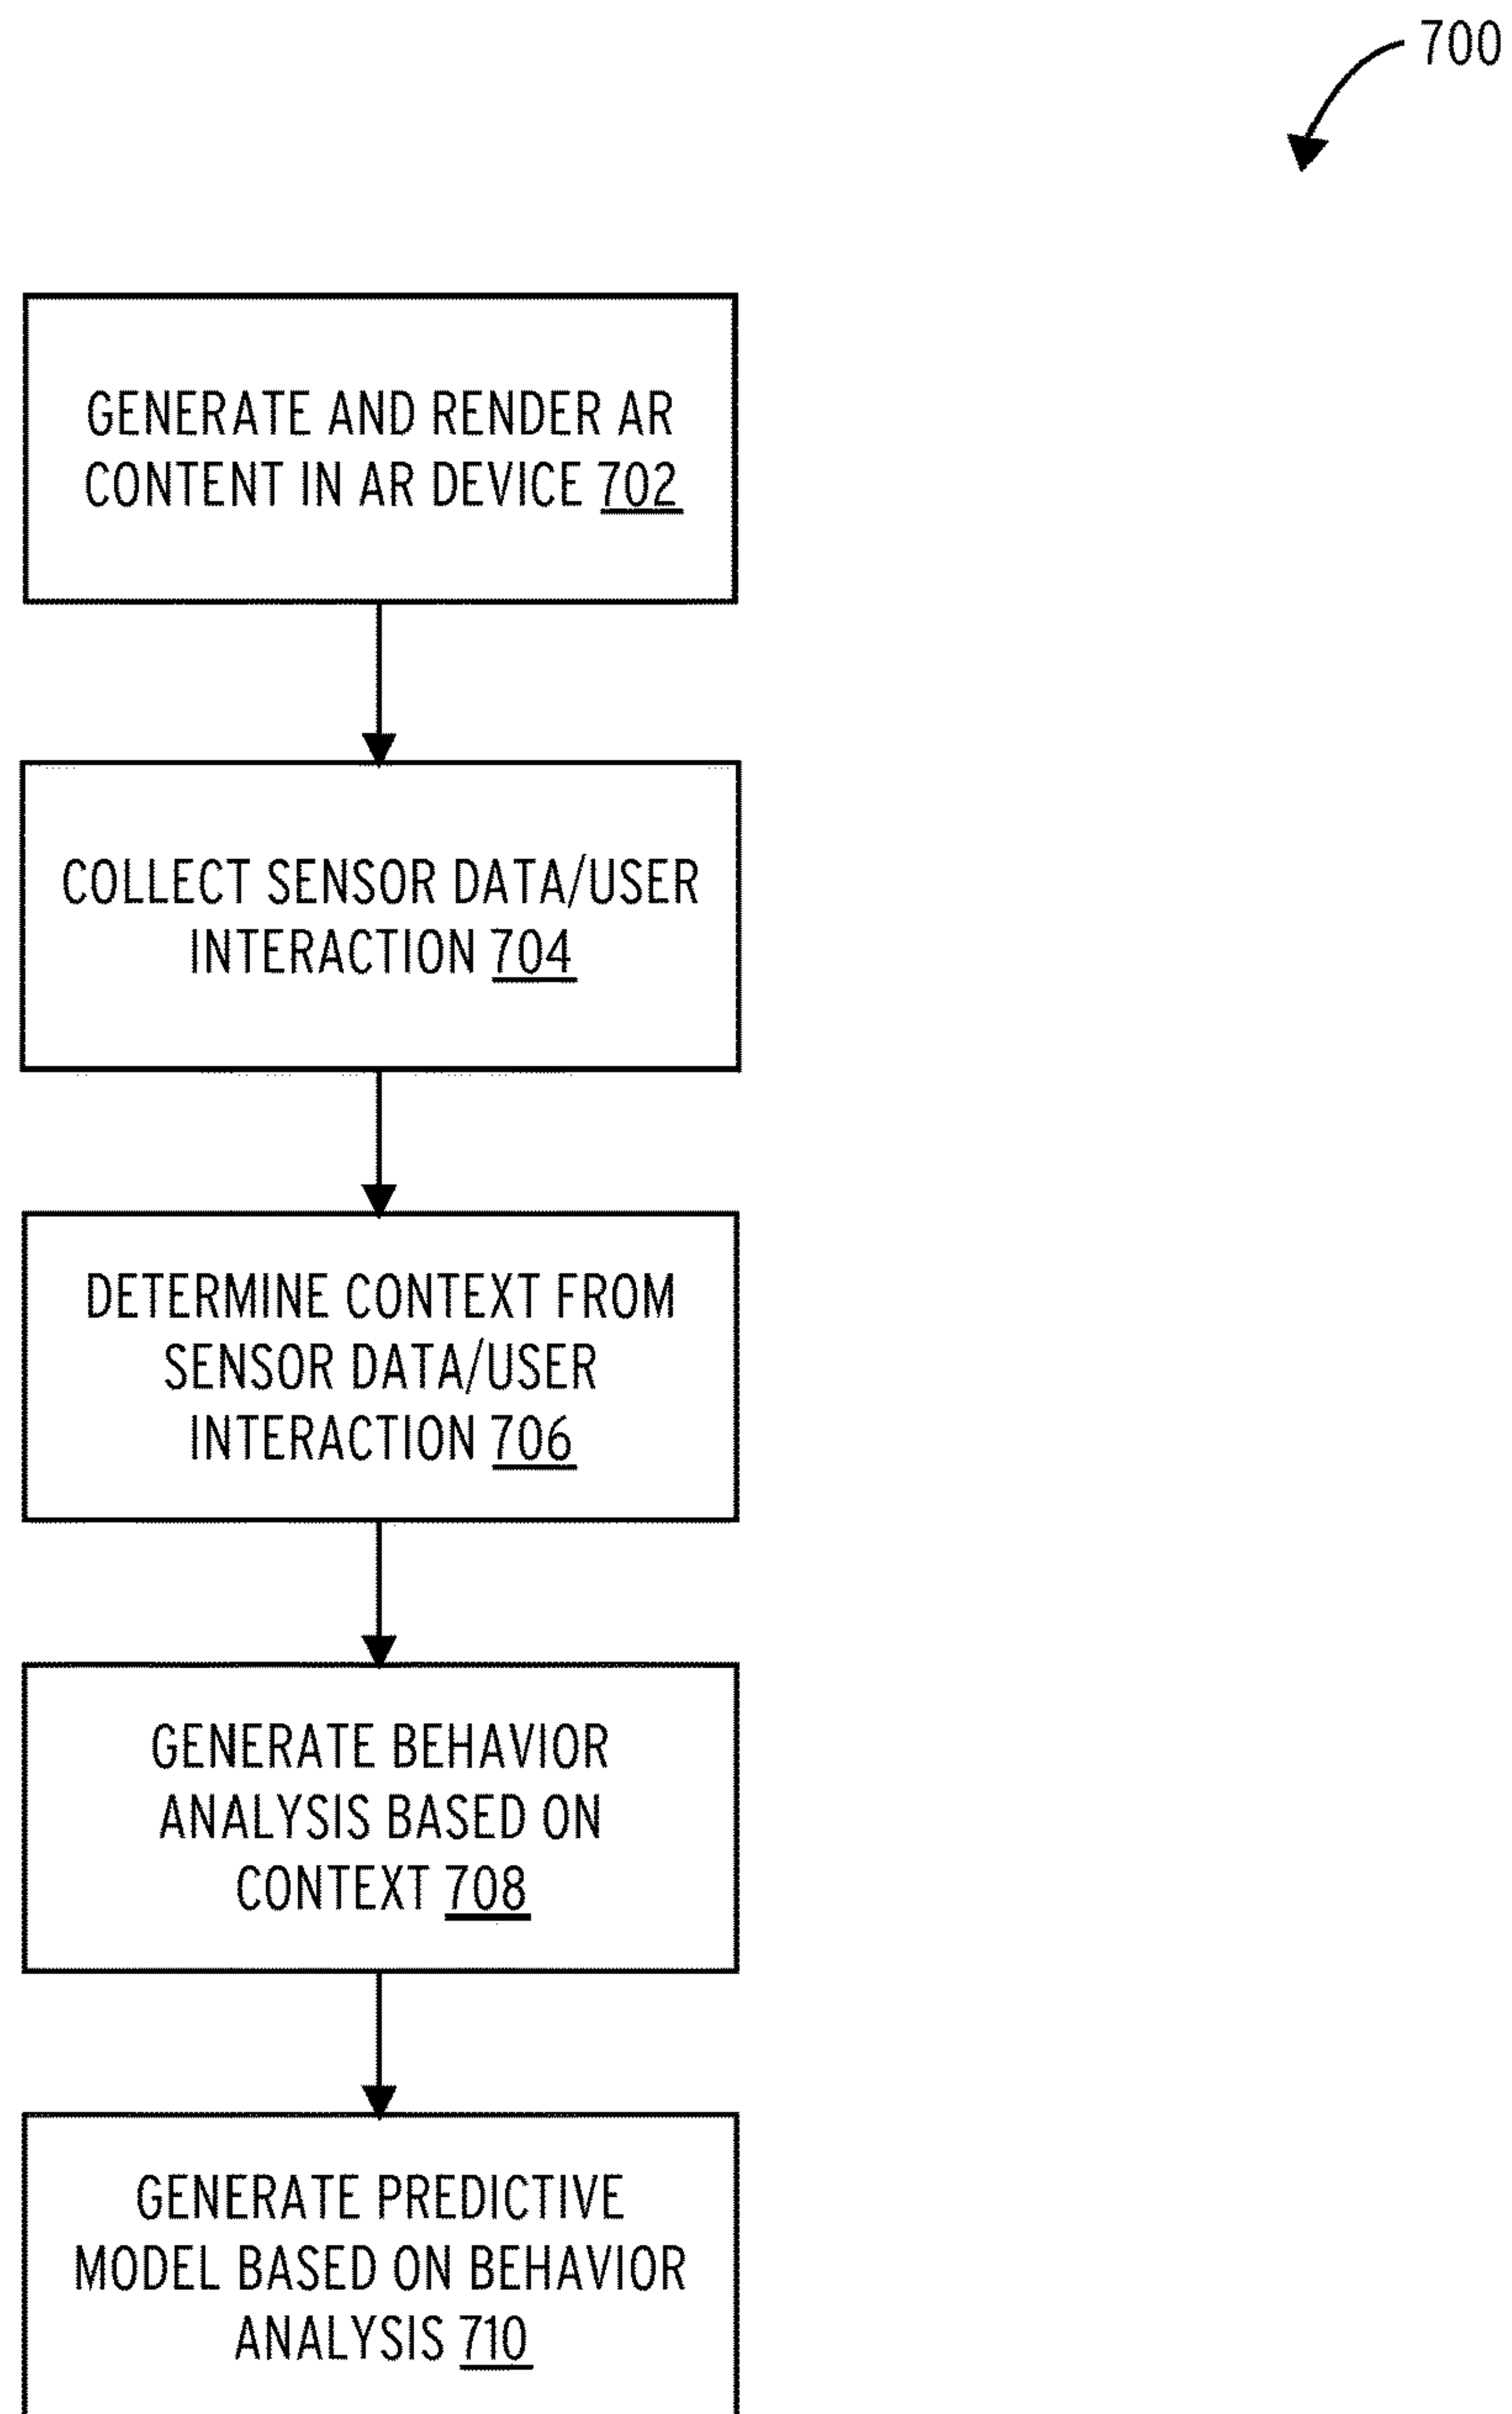 700
GENERATE AND RENDER AR
CONTENT IN AR DEVICE 702
COLLECT SENSOR DATA/USER
INTERACTION 704
DETERMINE CONTEXT FROM
SENSOR DATA/USER
INTERACTION 706
GENERATE BEHAVIOR
ANALYSIS BASED ON
CONTEXT 708
GENERATE PREDICTIVE
MODEL BASED ON BEHAVIOR
ANALYSIS 710